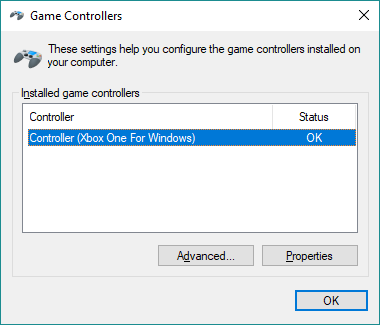 Game Controllers
These settings help you configure the game controllers installed on
your computer.
Installed game controllers
Controller Status
Controller (Xbox One For Windows) OK
Advanced... Properties
OK